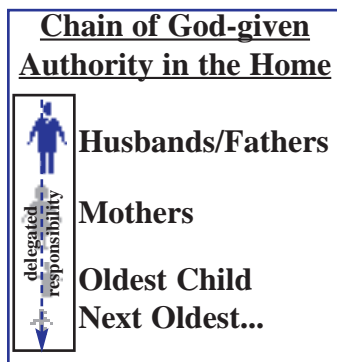 Chain of God-given
Authority in the Home
Husbands/Fathers
Mothers
Oldest Child
Next Oldest...
delegated
responsibility